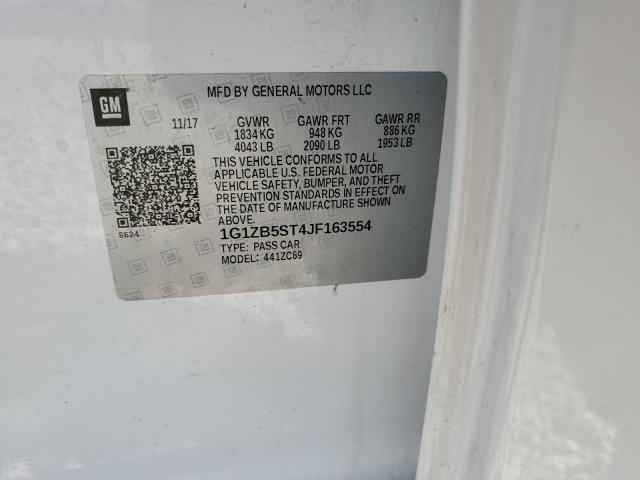 GM
MFD BY GENERAL MOTORS LLC
11/17 GVWR GAWR FRT GAWR RR
1834 KG 948 KG 886 KG
4043 LB 2090 LB 1953 LB
THIS VEHICLE CONFORMS TO ALL
APPLICABLE U.S. FEDERAL MOTOR
VEHICLE SAFETY, BUMPER, AND THEFT
PREVENTION STANDARDS IN EFFECT ON
THE DATE OF MANUFACTURE SHOWN
ABOVE.
8624
1G1ZB5ST4JF163554
TYPE: PASS CAR
MODEL: 441ZC69